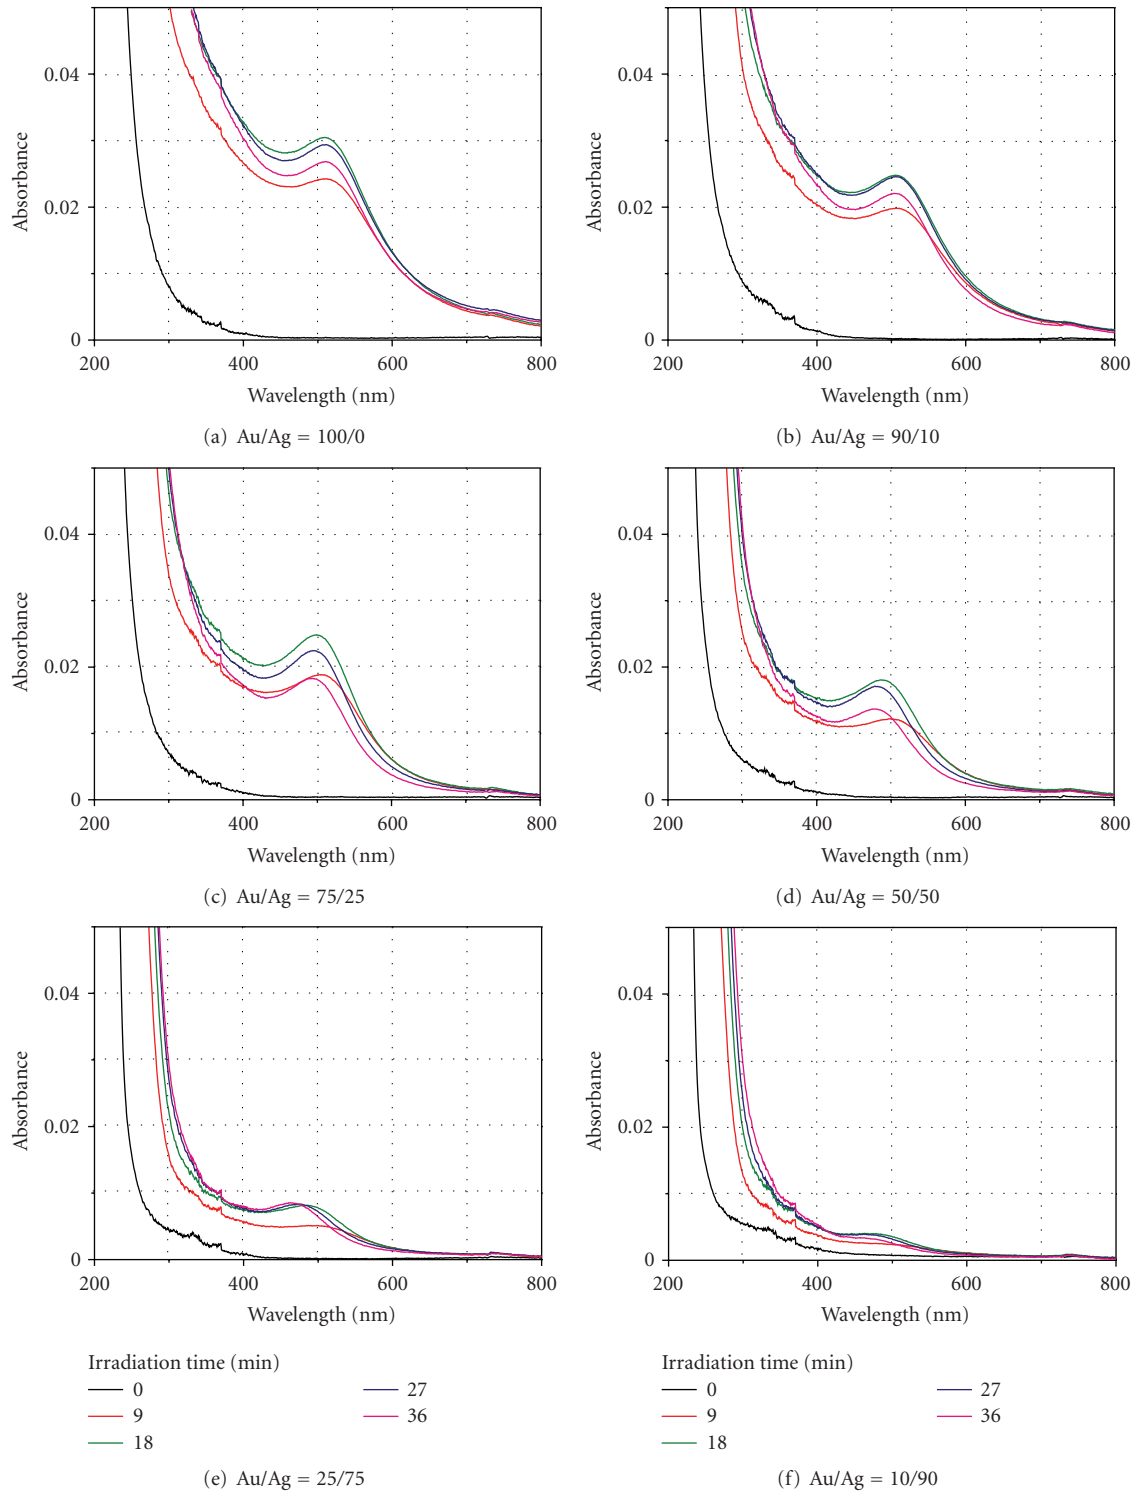 0.04
0.02
0
Absorbance
200 400 600 800
Wavelength (nm)
(a) Au/Ag = 100/0
0.04
0.02
0
Absorbance
200 400 600 800
Wavelength (nm)
(b) Au/Ag = 90/10
0.04
0.02
0
Absorbance
200 400 600 800
Wavelength (nm)
(c) Au/Ag = 75/25
0.04
0.02
0
Absorbance
200 400 600 800
Wavelength (nm)
(d) Au/Ag = 50/50
0.04
0.02
0
Absorbance
200 400 600 800
Wavelength (nm)
Irradiation time (min)
0 27
9 36
18
(e) Au/Ag = 25/75
0.04
0.02
0
Absorbance
200 400 600 800
Wavelength (nm)
Irradiation time (min)
0 27
9 36
18
(f) Au/Ag = 10/90